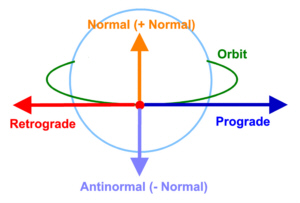 Normal (+ Normal)
Orbit
Retrograde
Prograde
Antinormal (- Normal)